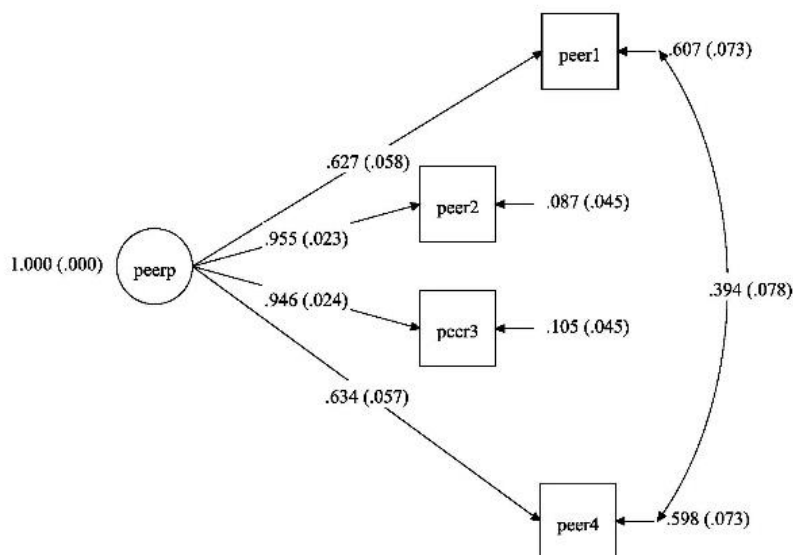 peer1
.607 (.073)
.627 (.058)
peer2
.087 (.045)
.955 (.023)
1.000 (.000)
peerp
.394 (.078)
.946 (.024)
peer3
.105 (.045)
.634 (.057)
peer4
.598 (.073)